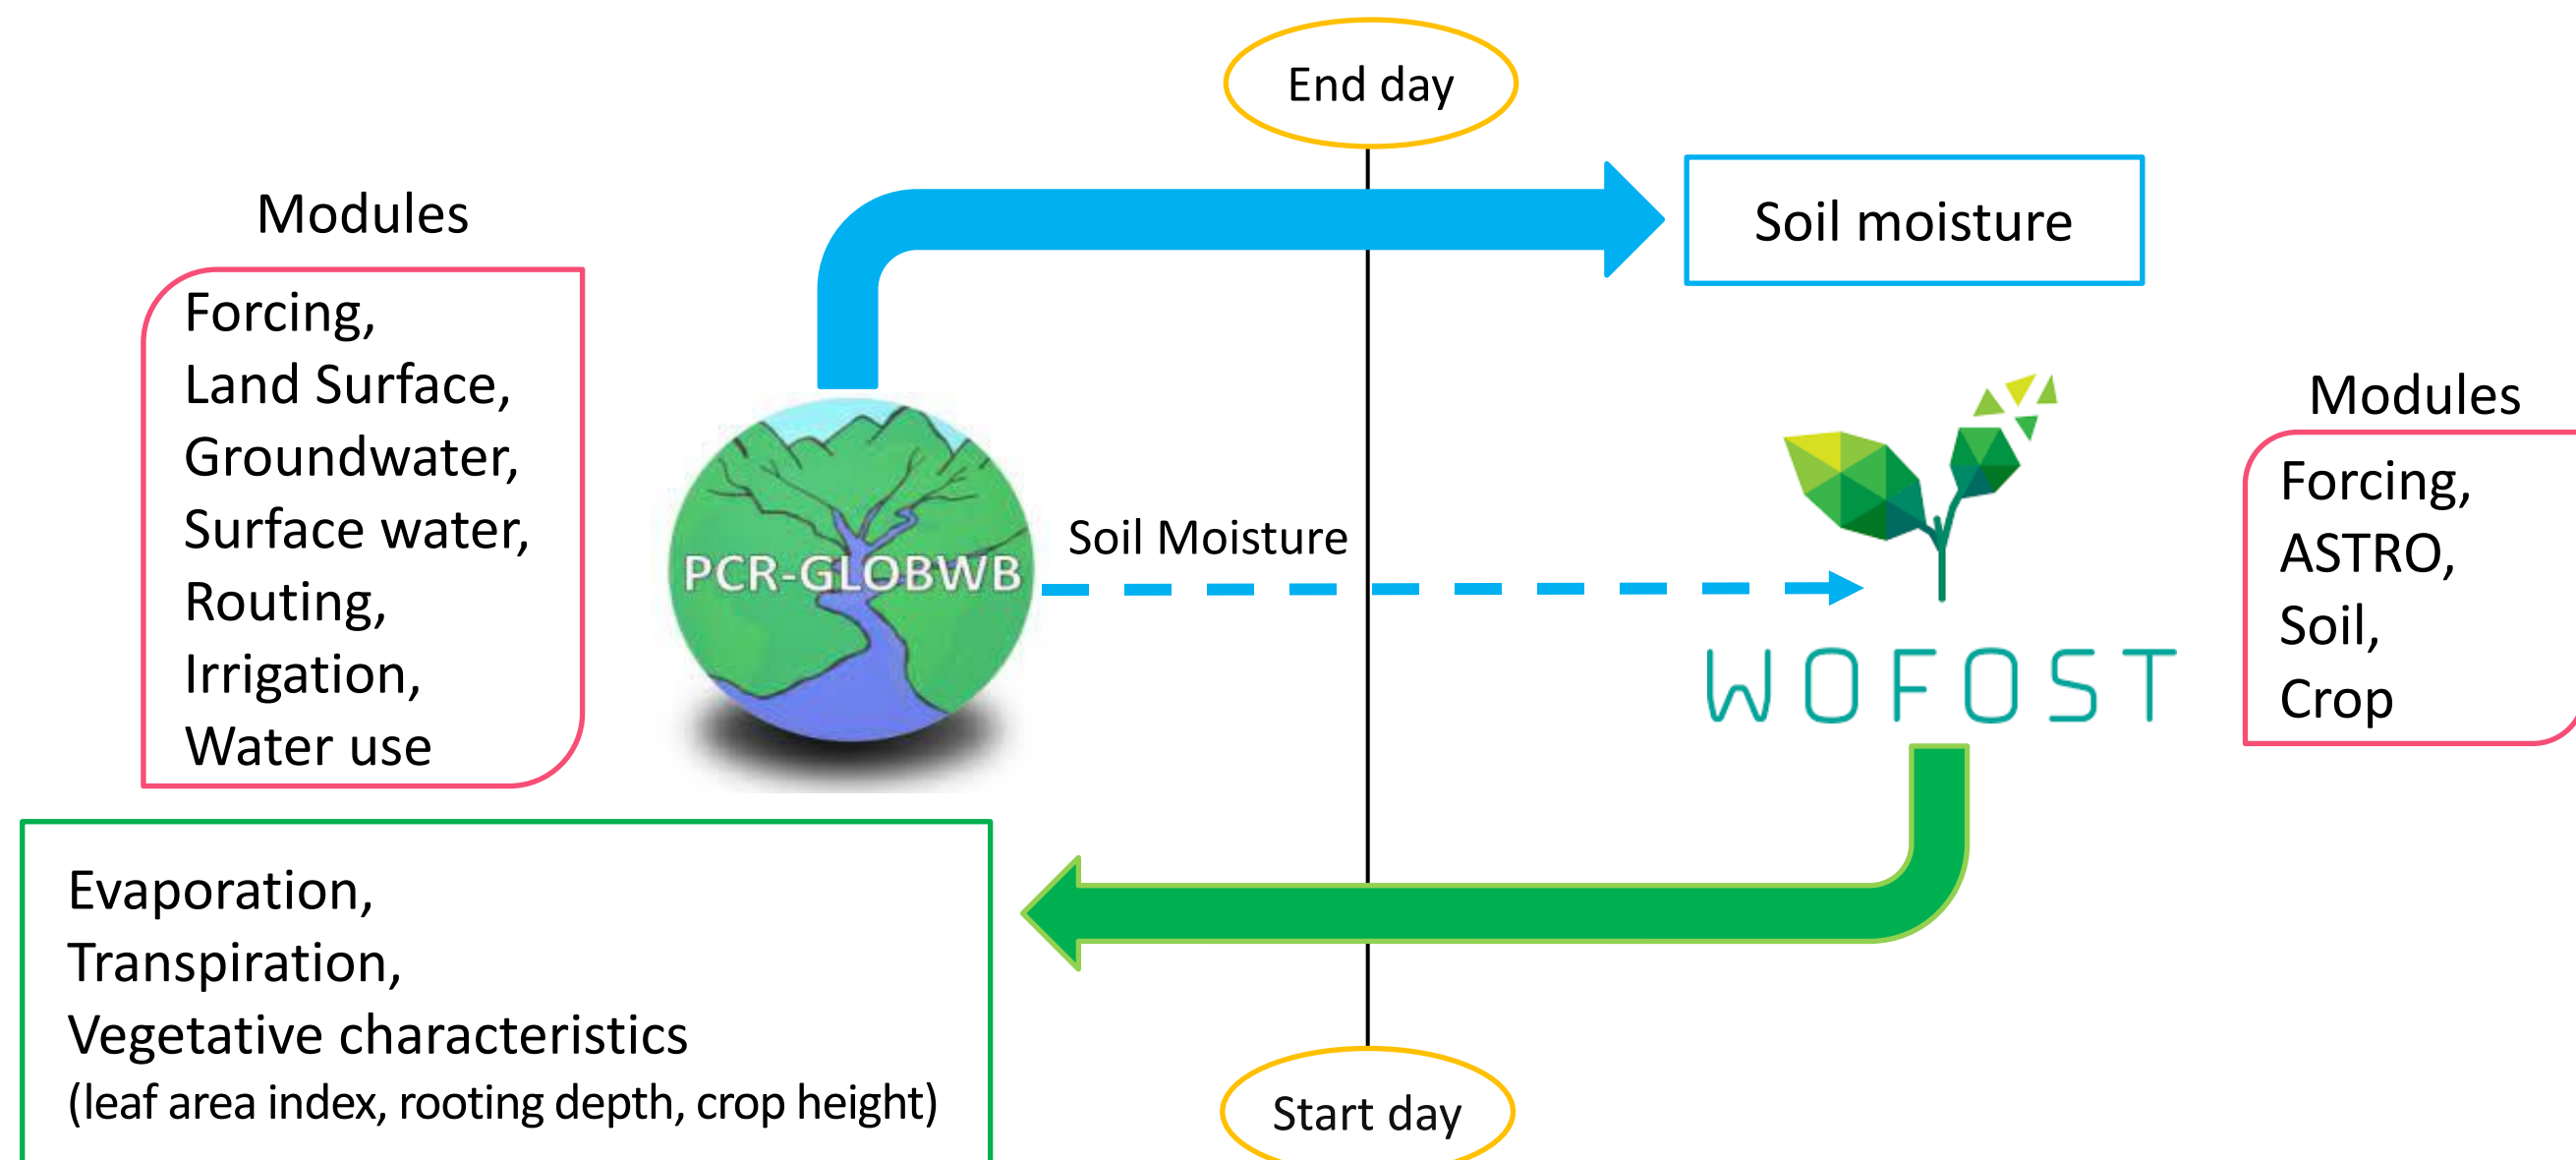 End day
Modules
Soil moisture
Forcing,
Land Surface,
Groundwater,
Surface water,
Routing,
Irrigation,
Water use
PCR-GLOBWB
Soil Moisture
WOFOST
Modules
Forcing,
ASTRO,
Soil,
Crop
Evaporation,
Transpiration,
Vegetative characteristics
(leaf area index, rooting depth, crop height)
Start day